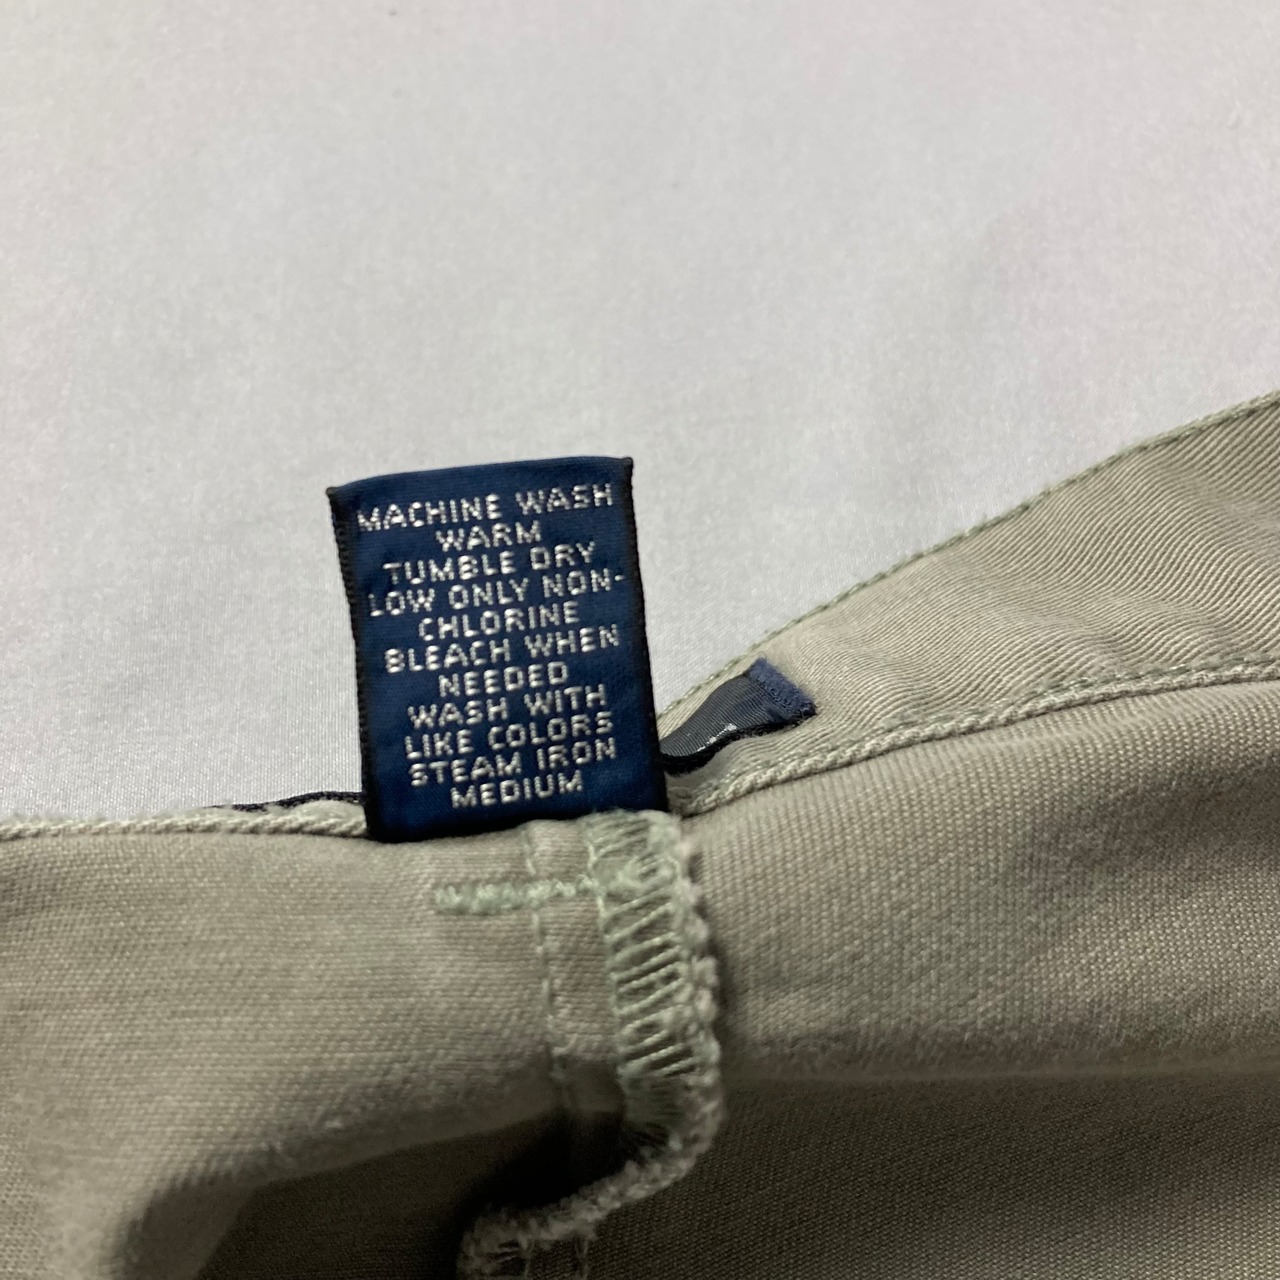 MACHINE WASH
WARM
TUMBLE DRY
LOW ONLY NON-
CHLORINE
BLEACH WHEN
NEEDED
WASH WITH
LIKE COLORS
STEAM IRON
MEDIUM